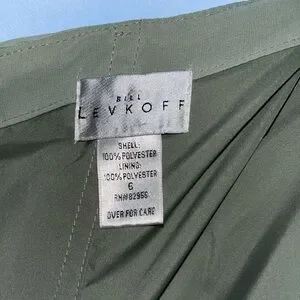 BILL
LEVKOFF
SHELL:
100% POLYESTER
LINING:
100% POLYESTER
6
RN# 82956
OVER FOR CARE